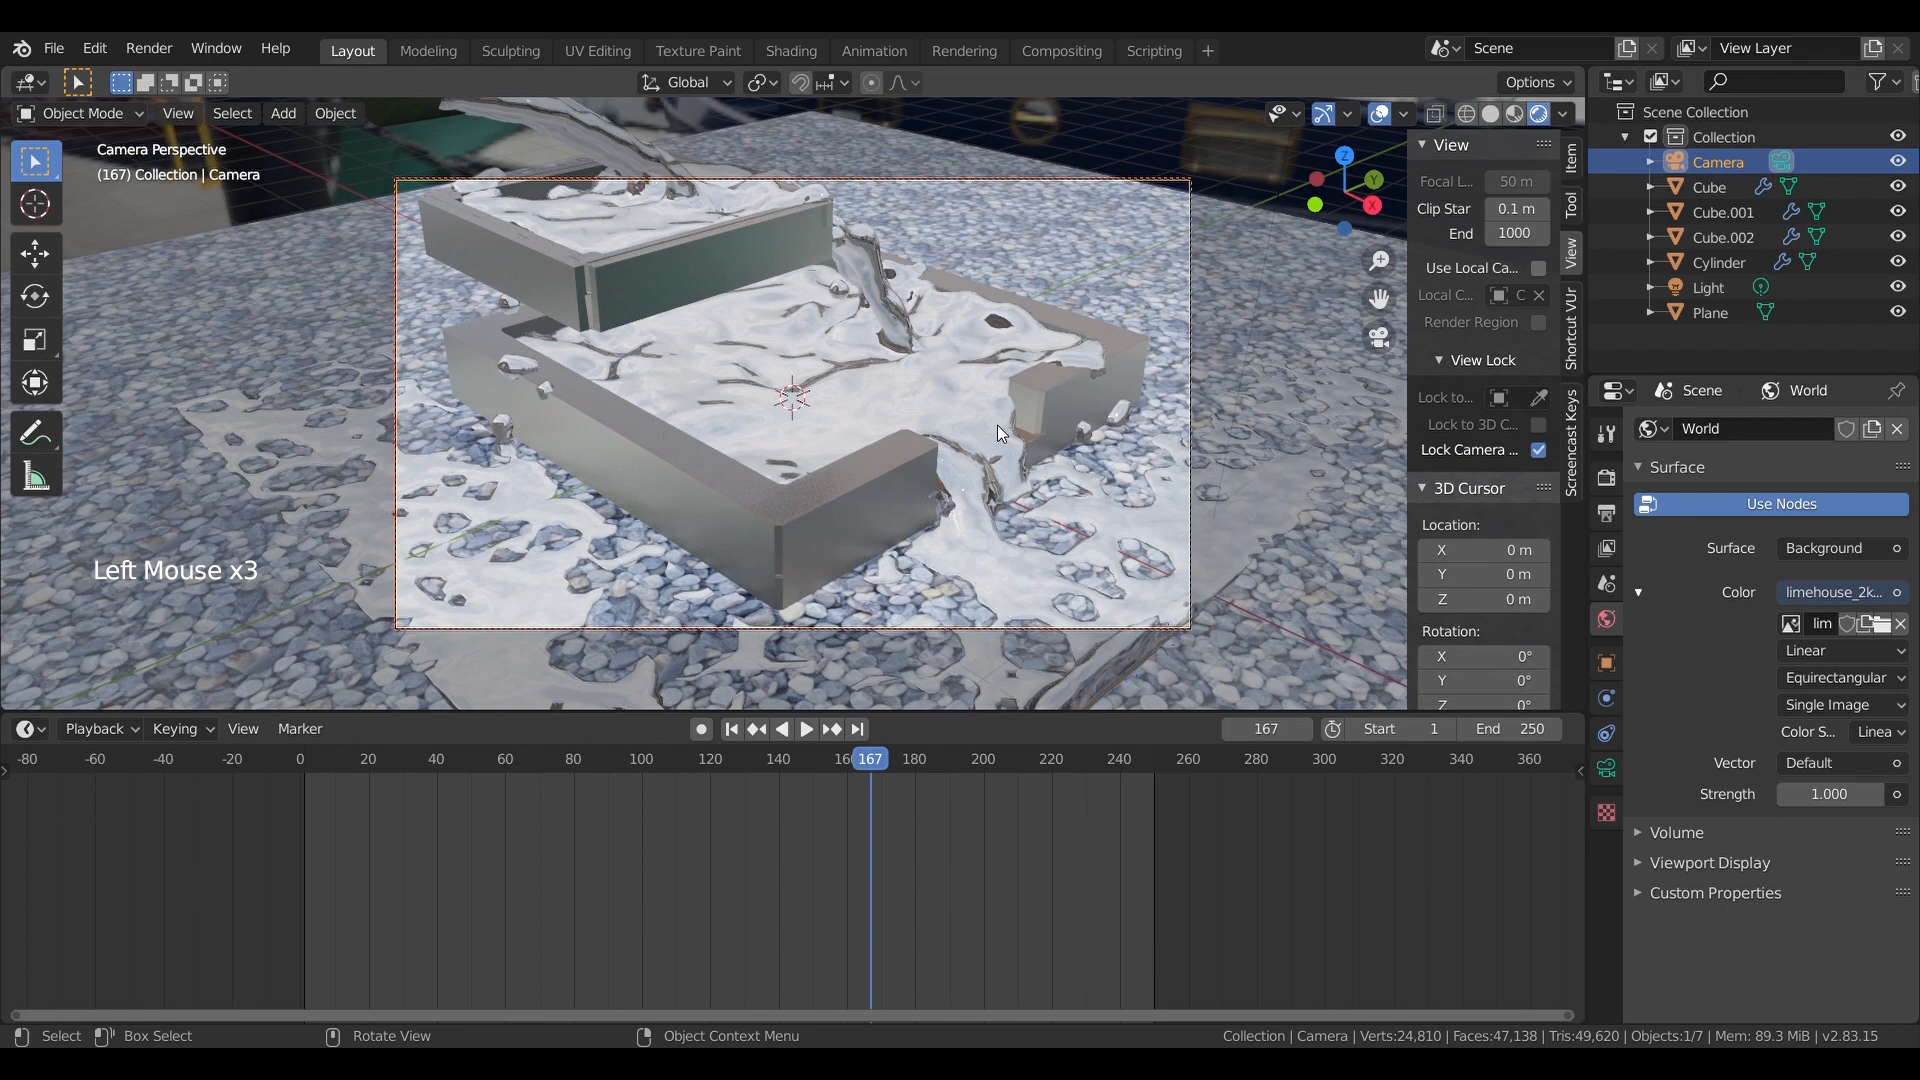 File Edit Render Window Help Layout Modeling Sculpting UV Editing Texture Paint Shading Animation Rendering Compositing Scripting + Scene View Layer
Global Options
Object Mode View Select Add Object
Camera Perspective
(167) Collection | Camera
Left Mouse x3
Z
Y
X
View
Focal L... 50 m
Clip Star 0.1 m
End 1000
Use Local Ca...
Local C... C
Render Region
View Lock
Lock to...
Lock to 3D C...
Lock Camera ...
3D Cursor
Location:
X 0 m
Y 0 m
Z 0 m
Rotation:
X 0°
Y 0°
Z 0°
Item
Tool
View
Shortcut VUr
Screencast Keys
Scene Collection
Collection
Camera
Cube
Cube.001
Cube.002
Cylinder
Light
Plane
Scene World
World
Surface
Use Nodes
Surface Background
Color limehouse_2k...
lim
Linear
Equirectangular
Single Image
Color S... Linea
Vector Default
Strength 1.000
Volume
Viewport Display
Custom Properties
Playback Keying View Marker 167 Start 1 End 250
-80 -60 -40 -20 0 20 40 60 80 100 120 140 16 167 180 200 220 240 260 280 300 320 340 360
Select Box Select Rotate View Object Context Menu Collection | Camera | Verts:24,810 | Faces:47,138 | Tris:49,620 | Objects:1/7 | Mem: 89.3 MiB | v2.83.15